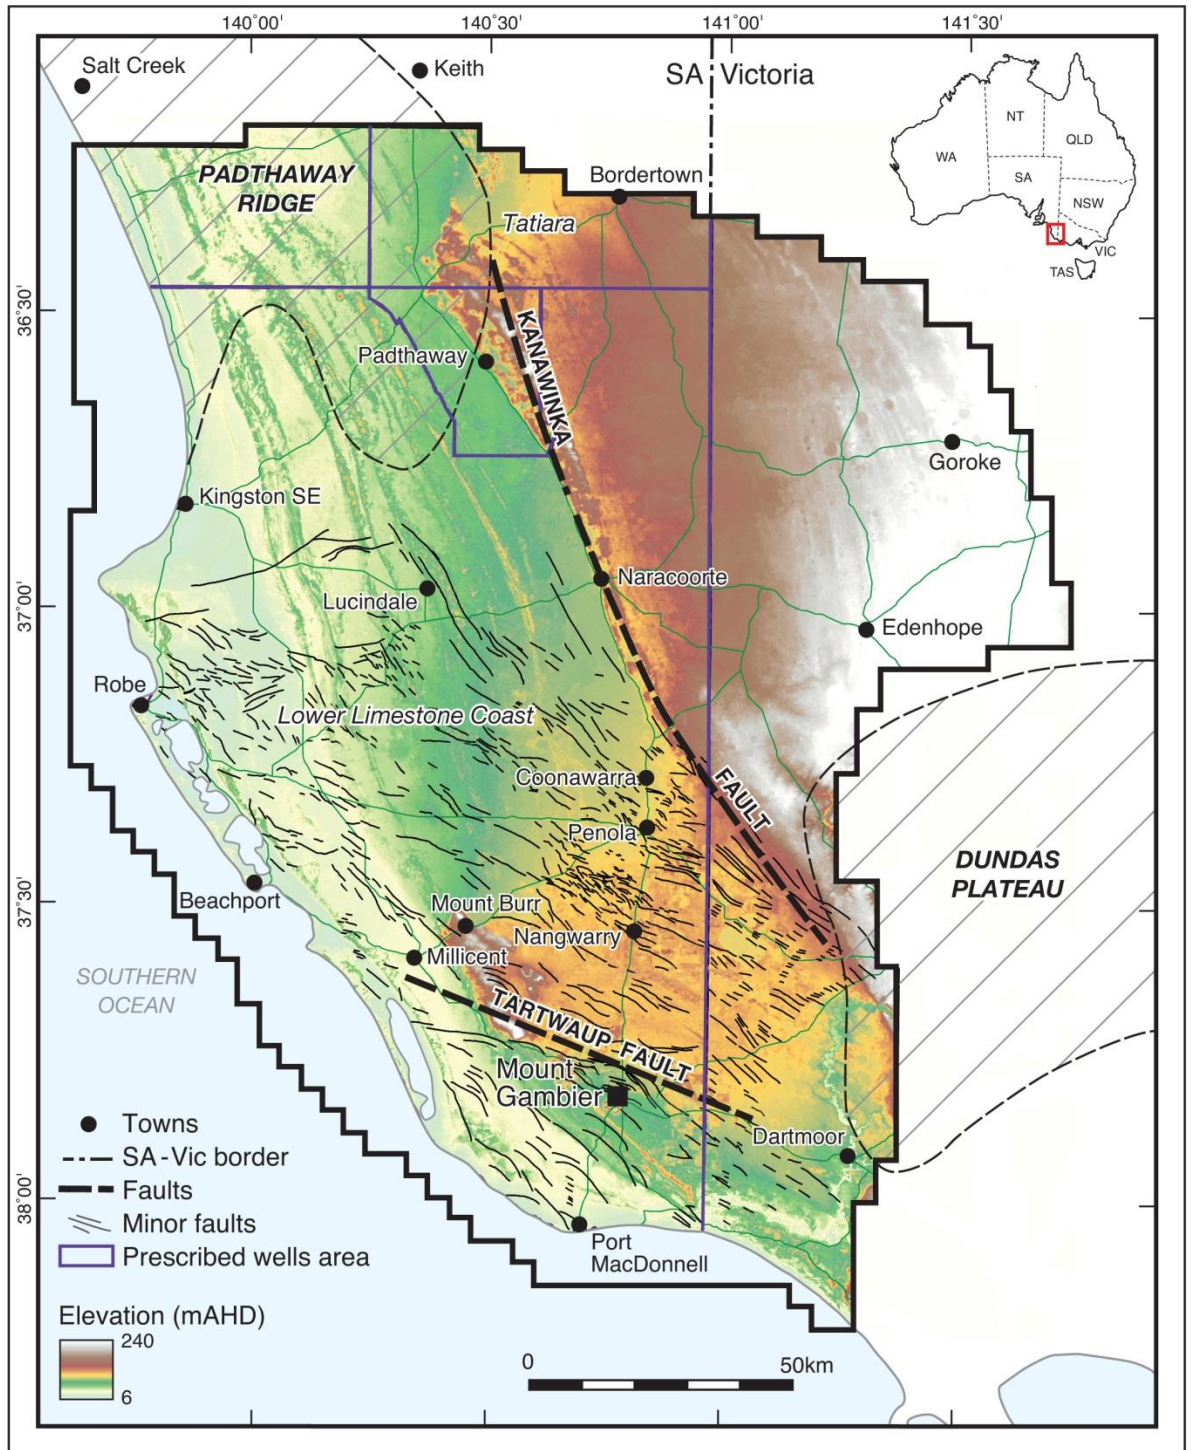 140°00'
140°30'
141°00'
141°30'
Salt Creek
Keith
SA
Victoria
NT
QLD
WA
SA
NSW
VIC
TAS
PADTHAWAY
RIDGE
Bordertown
Tatiara
36°30'
KANAWINKA
Padthaway
Goroke
Kingston SE
Naracoorte
37°00'
Lucindale
Edenhope
Robe
Lower Limestone Coast
Coonawarra
FAULT
Penola
DUNDAS
PLATEAU
37°30'
Beachport
Mount Burr
Nangwarry
Millicent
SOUTHERN
OCEAN
TARTWAUP FAULT
Mount
Gambier
Dartmoor
38°00'
Port
MacDonnell
Towns
SA-Vic border
Faults
Minor faults
Prescribed wells area
Elevation (mAHD)
240
6
0
50km